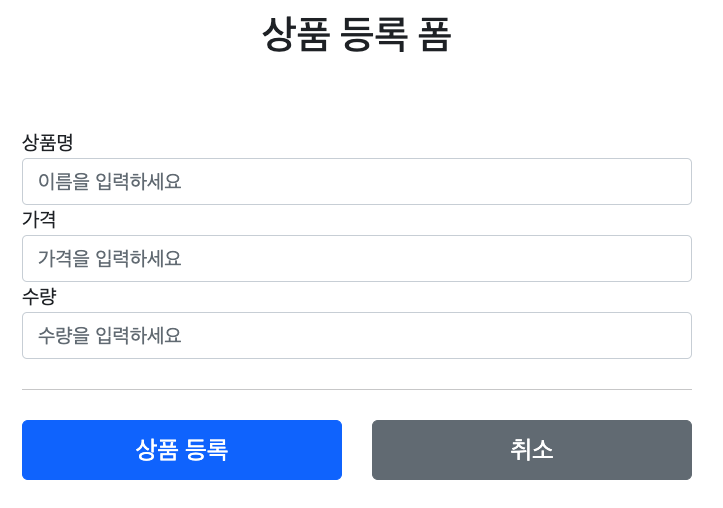 상품 등록 폼
상품명
이름을 입력하세요
가격
가격을 입력하세요
수량
수량을 입력하세요
상품 등록
취소